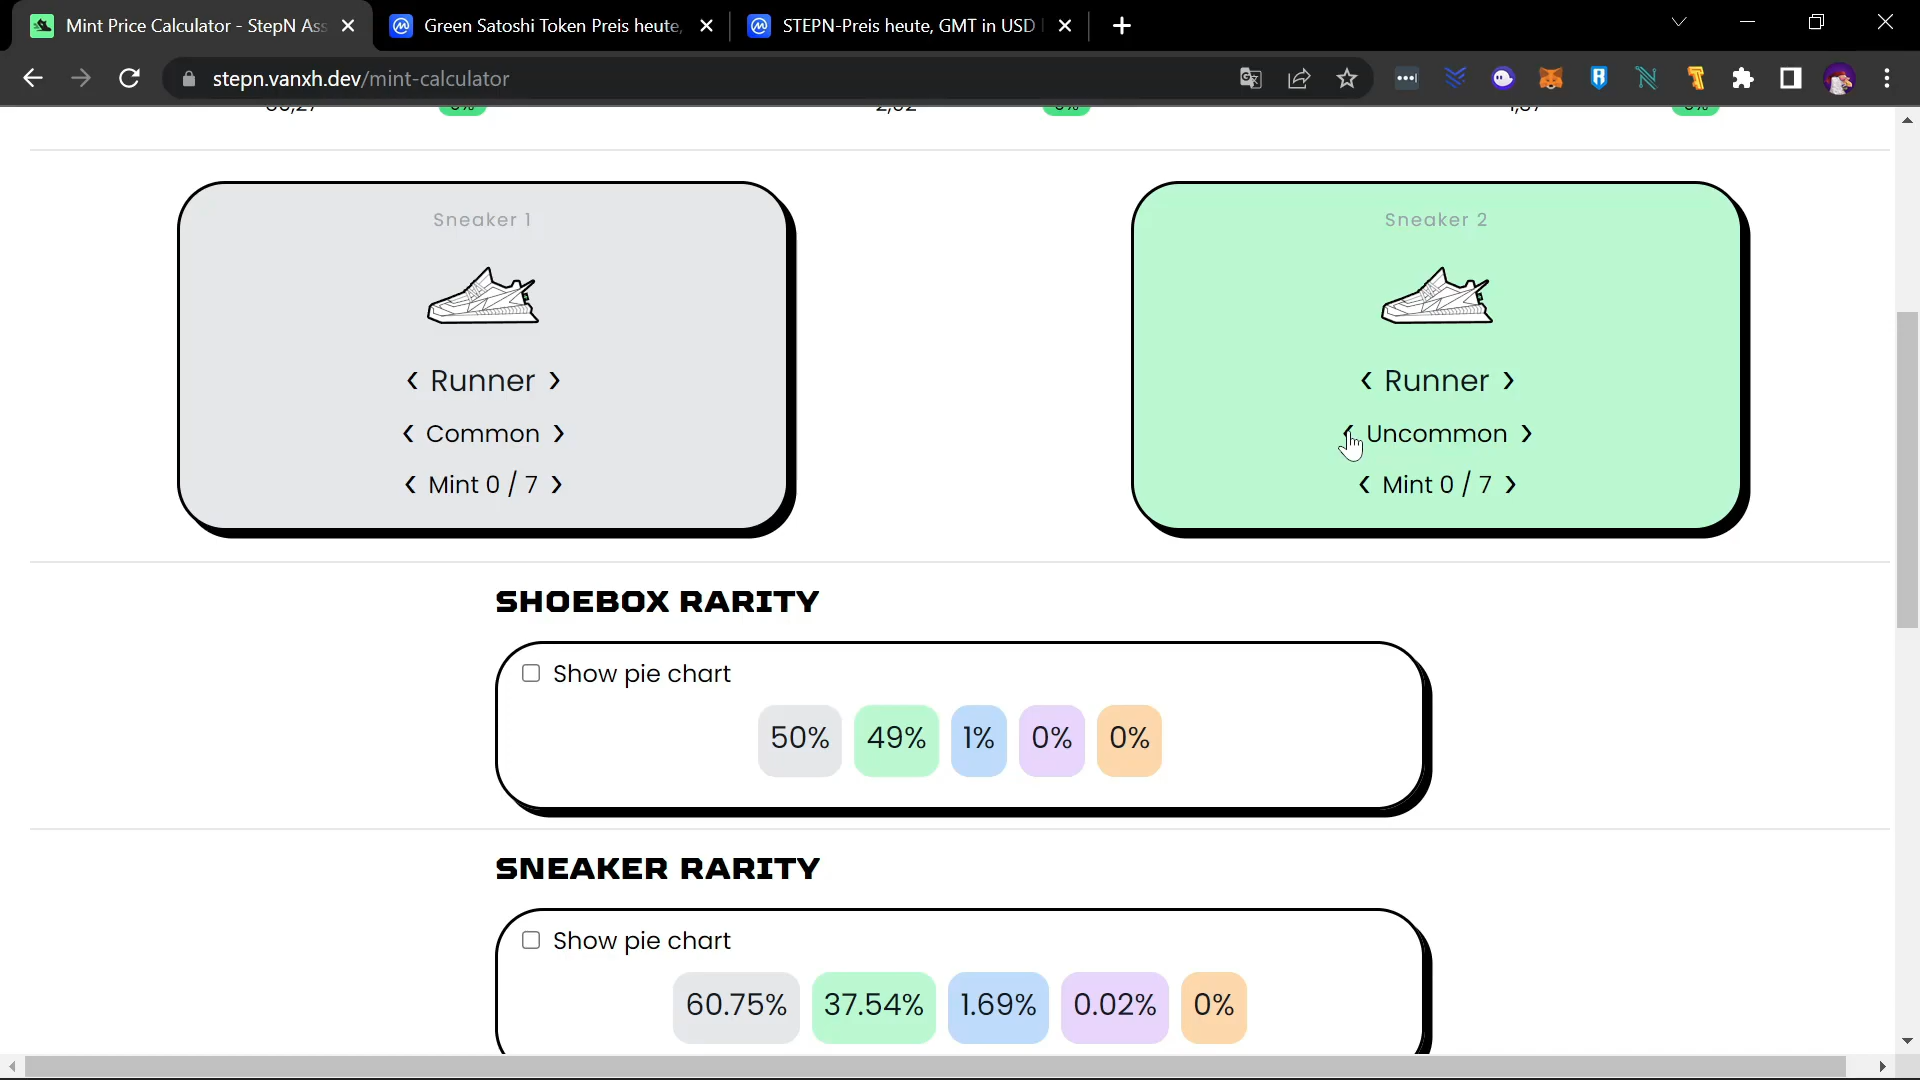 Mint Price Calculator - StepN Ass
Green Satoshi Token Preis heute,
STEPN-Preis heute, GMT in USD
stepn.vanxh.dev/mint-calculator
Sneaker 1
Sneaker 2
Runner
Runner
Common
Uncommon
Mint 0 / 7
Mint 0 / 7
SHOEBOX RARITY
Show pie chart
50% 49% 1% 0% 0%
SNEAKER RARITY
Show pie chart
60.75% 37.54% 1.69% 0.02% 0%